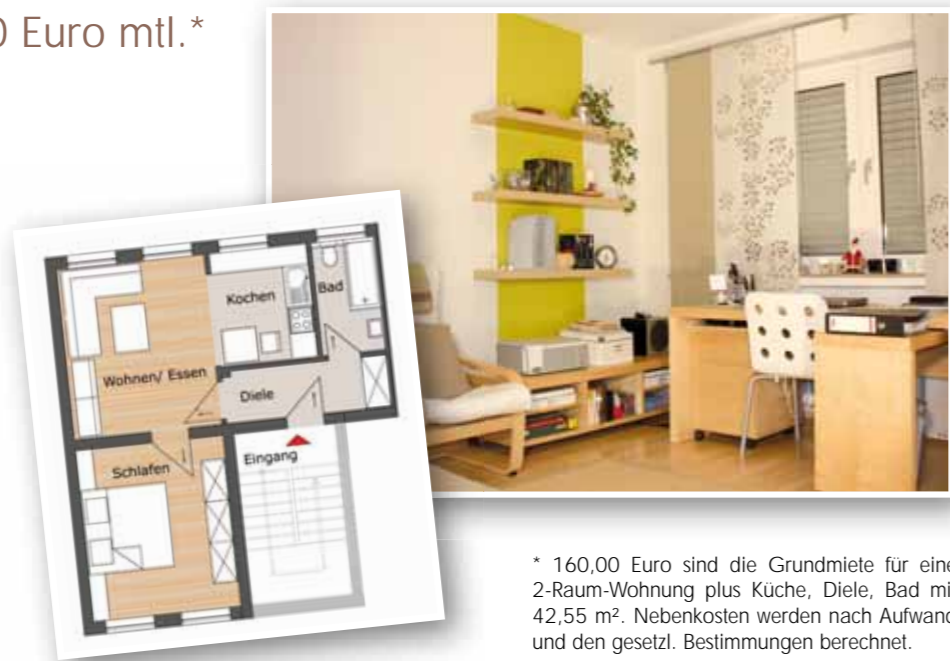 0 Euro mtl.*
Kochen
Bad
Wohnen/ Essen
Diele
Schlafen
Eingang
* 160,00 Euro sind die Grundmiete für eine
2-Raum-Wohnung plus Küche, Diele, Bad mi
42,55 m². Nebenkosten werden nach Aufwand
und den gesetzl. Bestimmungen berechnet.